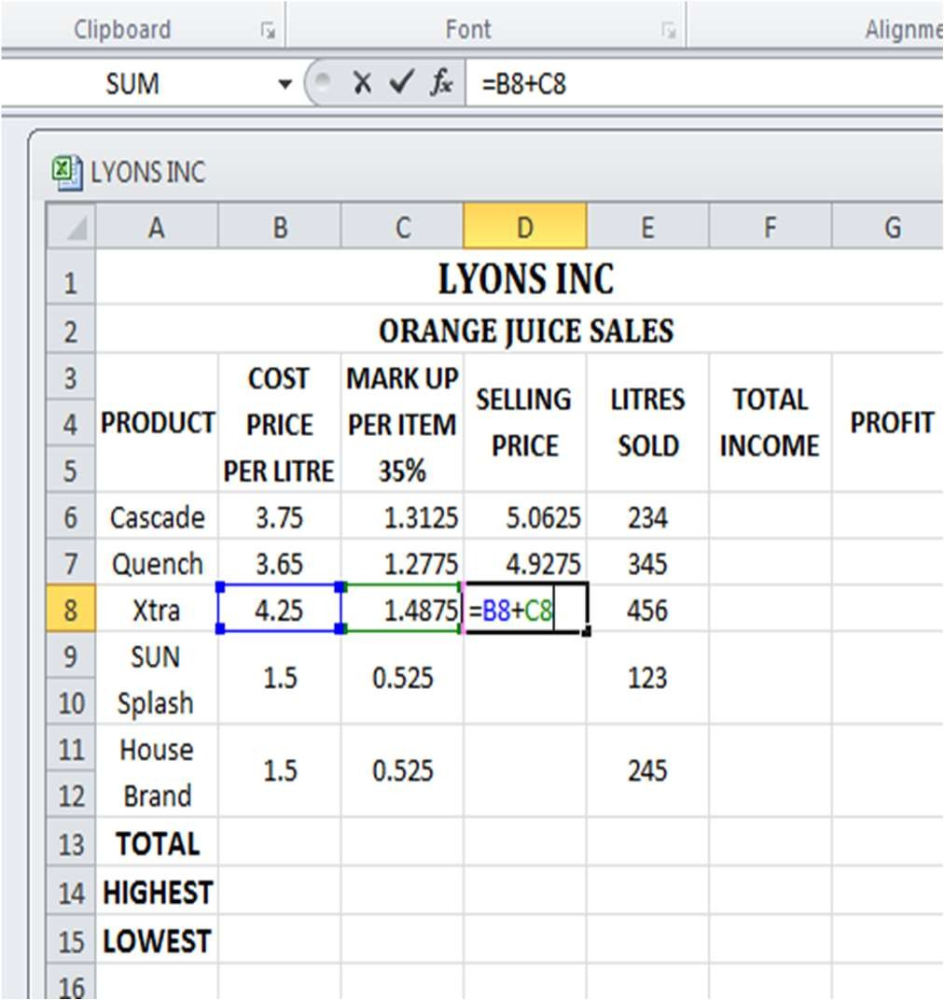 Clipboard Font Alignme
SUM fx =B8+C8
LYONS INC
A B C D E F G
1 LYONS INC
2 ORANGE JUICE SALES
3 COST MARK UP
4 PRODUCT PRICE PER ITEM SELLING LITRES TOTAL PROFIT
PRICE SOLD INCOME
5 PER LITRE 35%
6 Cascade 3.75 1.3125 5.0625 234
7 Quench 3.65 1.2775 4.9275 345
8 Xtra 4.25 1.4875 =B8+C8 456
9 SUN 1.5 0.525 123
10 Splash
11 House 1.5 0.525 245
12 Brand
13 TOTAL
14 HIGHEST
15 LOWEST
16